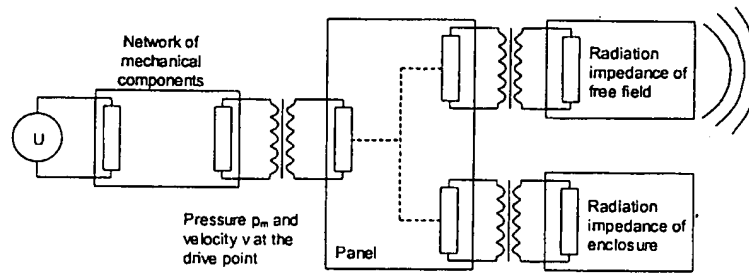 Network of
mechanical
components
U
Pressure pm and
velocity v at the
drive point
Panel
Radiation
impedance of
free field
Radiation
impedance of
enclosure